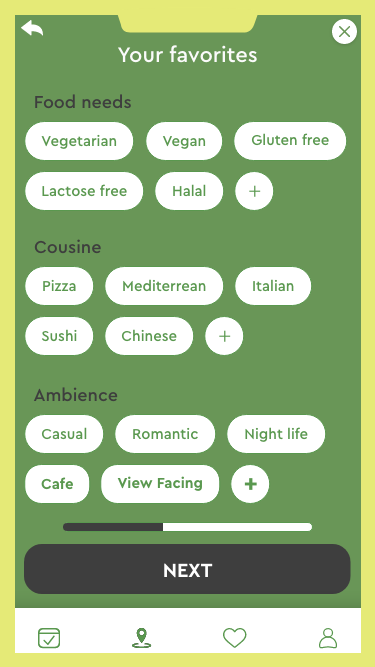 Your favorites
Food needs
Vegetarian Vegan Gluten free
Lactose free Halal +
Cousine
Pizza Mediterrean Italian
Sushi Chinese +
Ambience
Casual Romantic Night life
Cafe View Facing +
NEXT